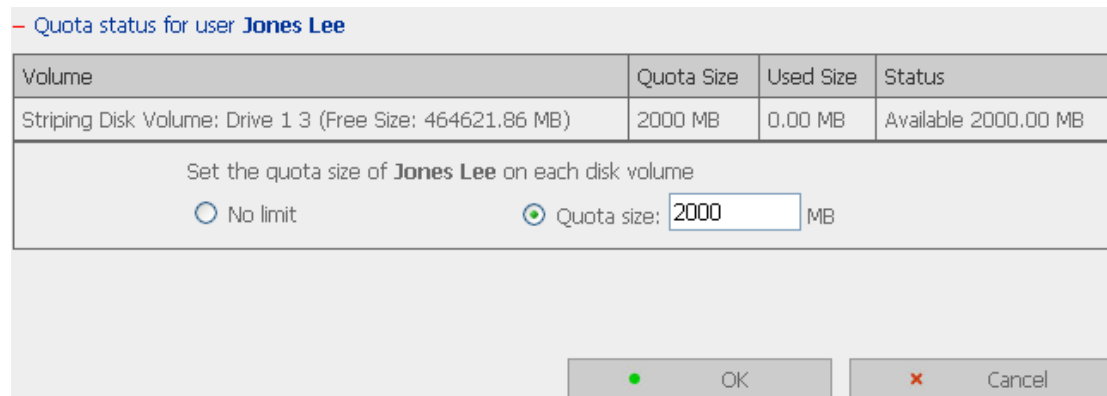 – Quota status for user Jones Lee
Volume Quota Size Used Size Status
Striping Disk Volume: Drive 1 3 (Free Size: 464621.86 MB) 2000 MB 0.00 MB Available 2000.00 MB
Set the quota size of Jones Lee on each disk volume
No limit Quota size: 2000 MB
OK Cancel